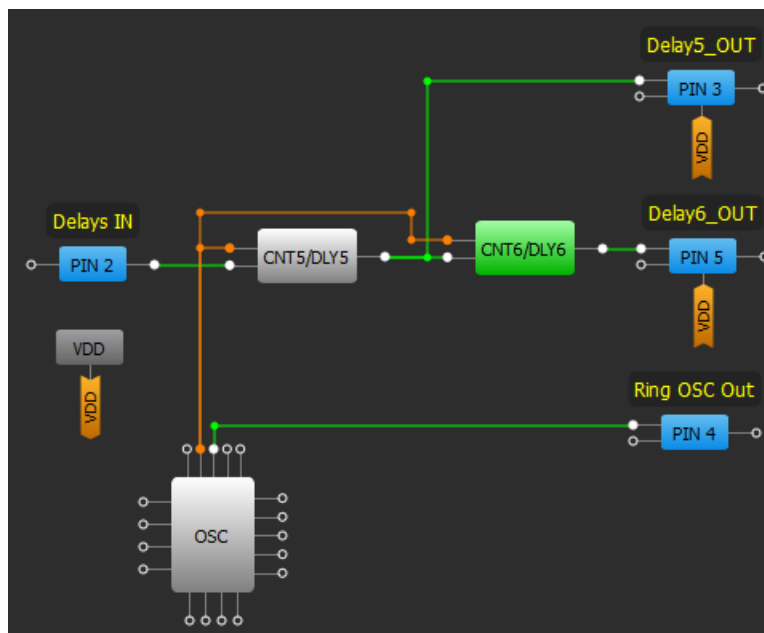 Delay5_OUT
PIN 3
VDD
Delays IN
PIN 2
CNT5/DLY5
CNT6/DLY6
Delay6_OUT
PIN 5
VDD
VDD
VDD
Ring OSC Out
PIN 4
OSC